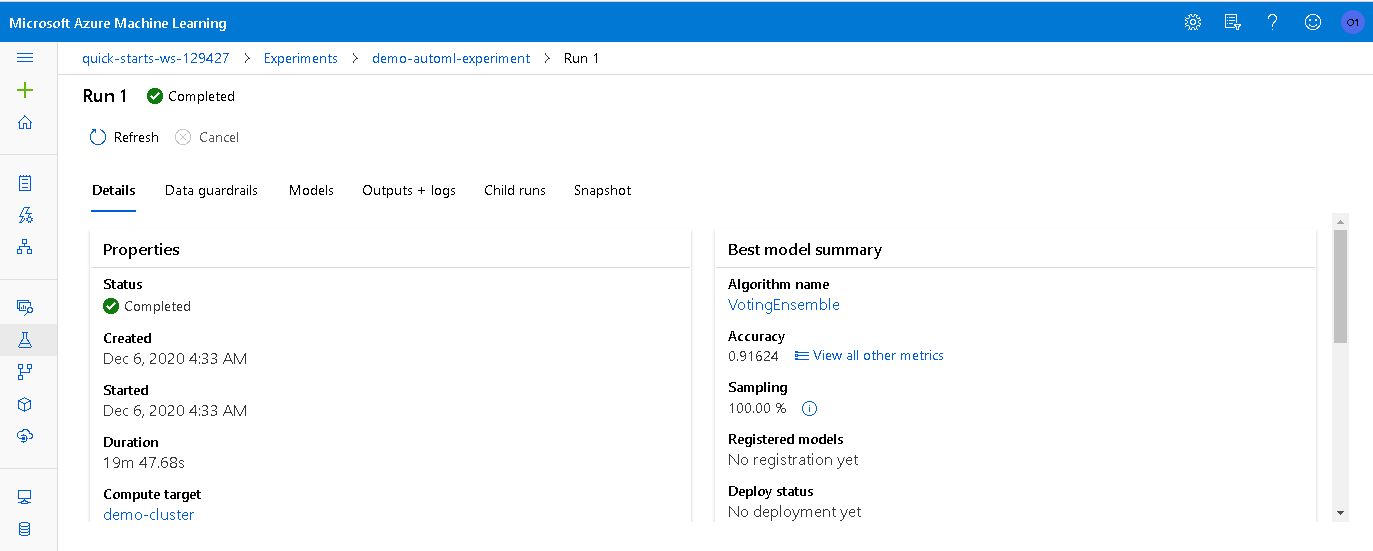 Microsoft Azure Machine Learning
O1
quick-starts-ws-129427 > Experiments > demo-automl-experiment > Run 1
Run 1 Completed
Refresh Cancel
Details Data guardrails Models Outputs + logs Child runs Snapshot
Properties
Status
Completed
Created
Dec 6, 2020 4:33 AM
Started
Dec 6, 2020 4:33 AM
Duration
19m 47.68s
Compute target
demo-cluster
Best model summary
Algorithm name
VotingEnsemble
Accuracy
0.91624 View all other metrics
Sampling
100.00 %
Registered models
No registration yet
Deploy status
No deployment yet